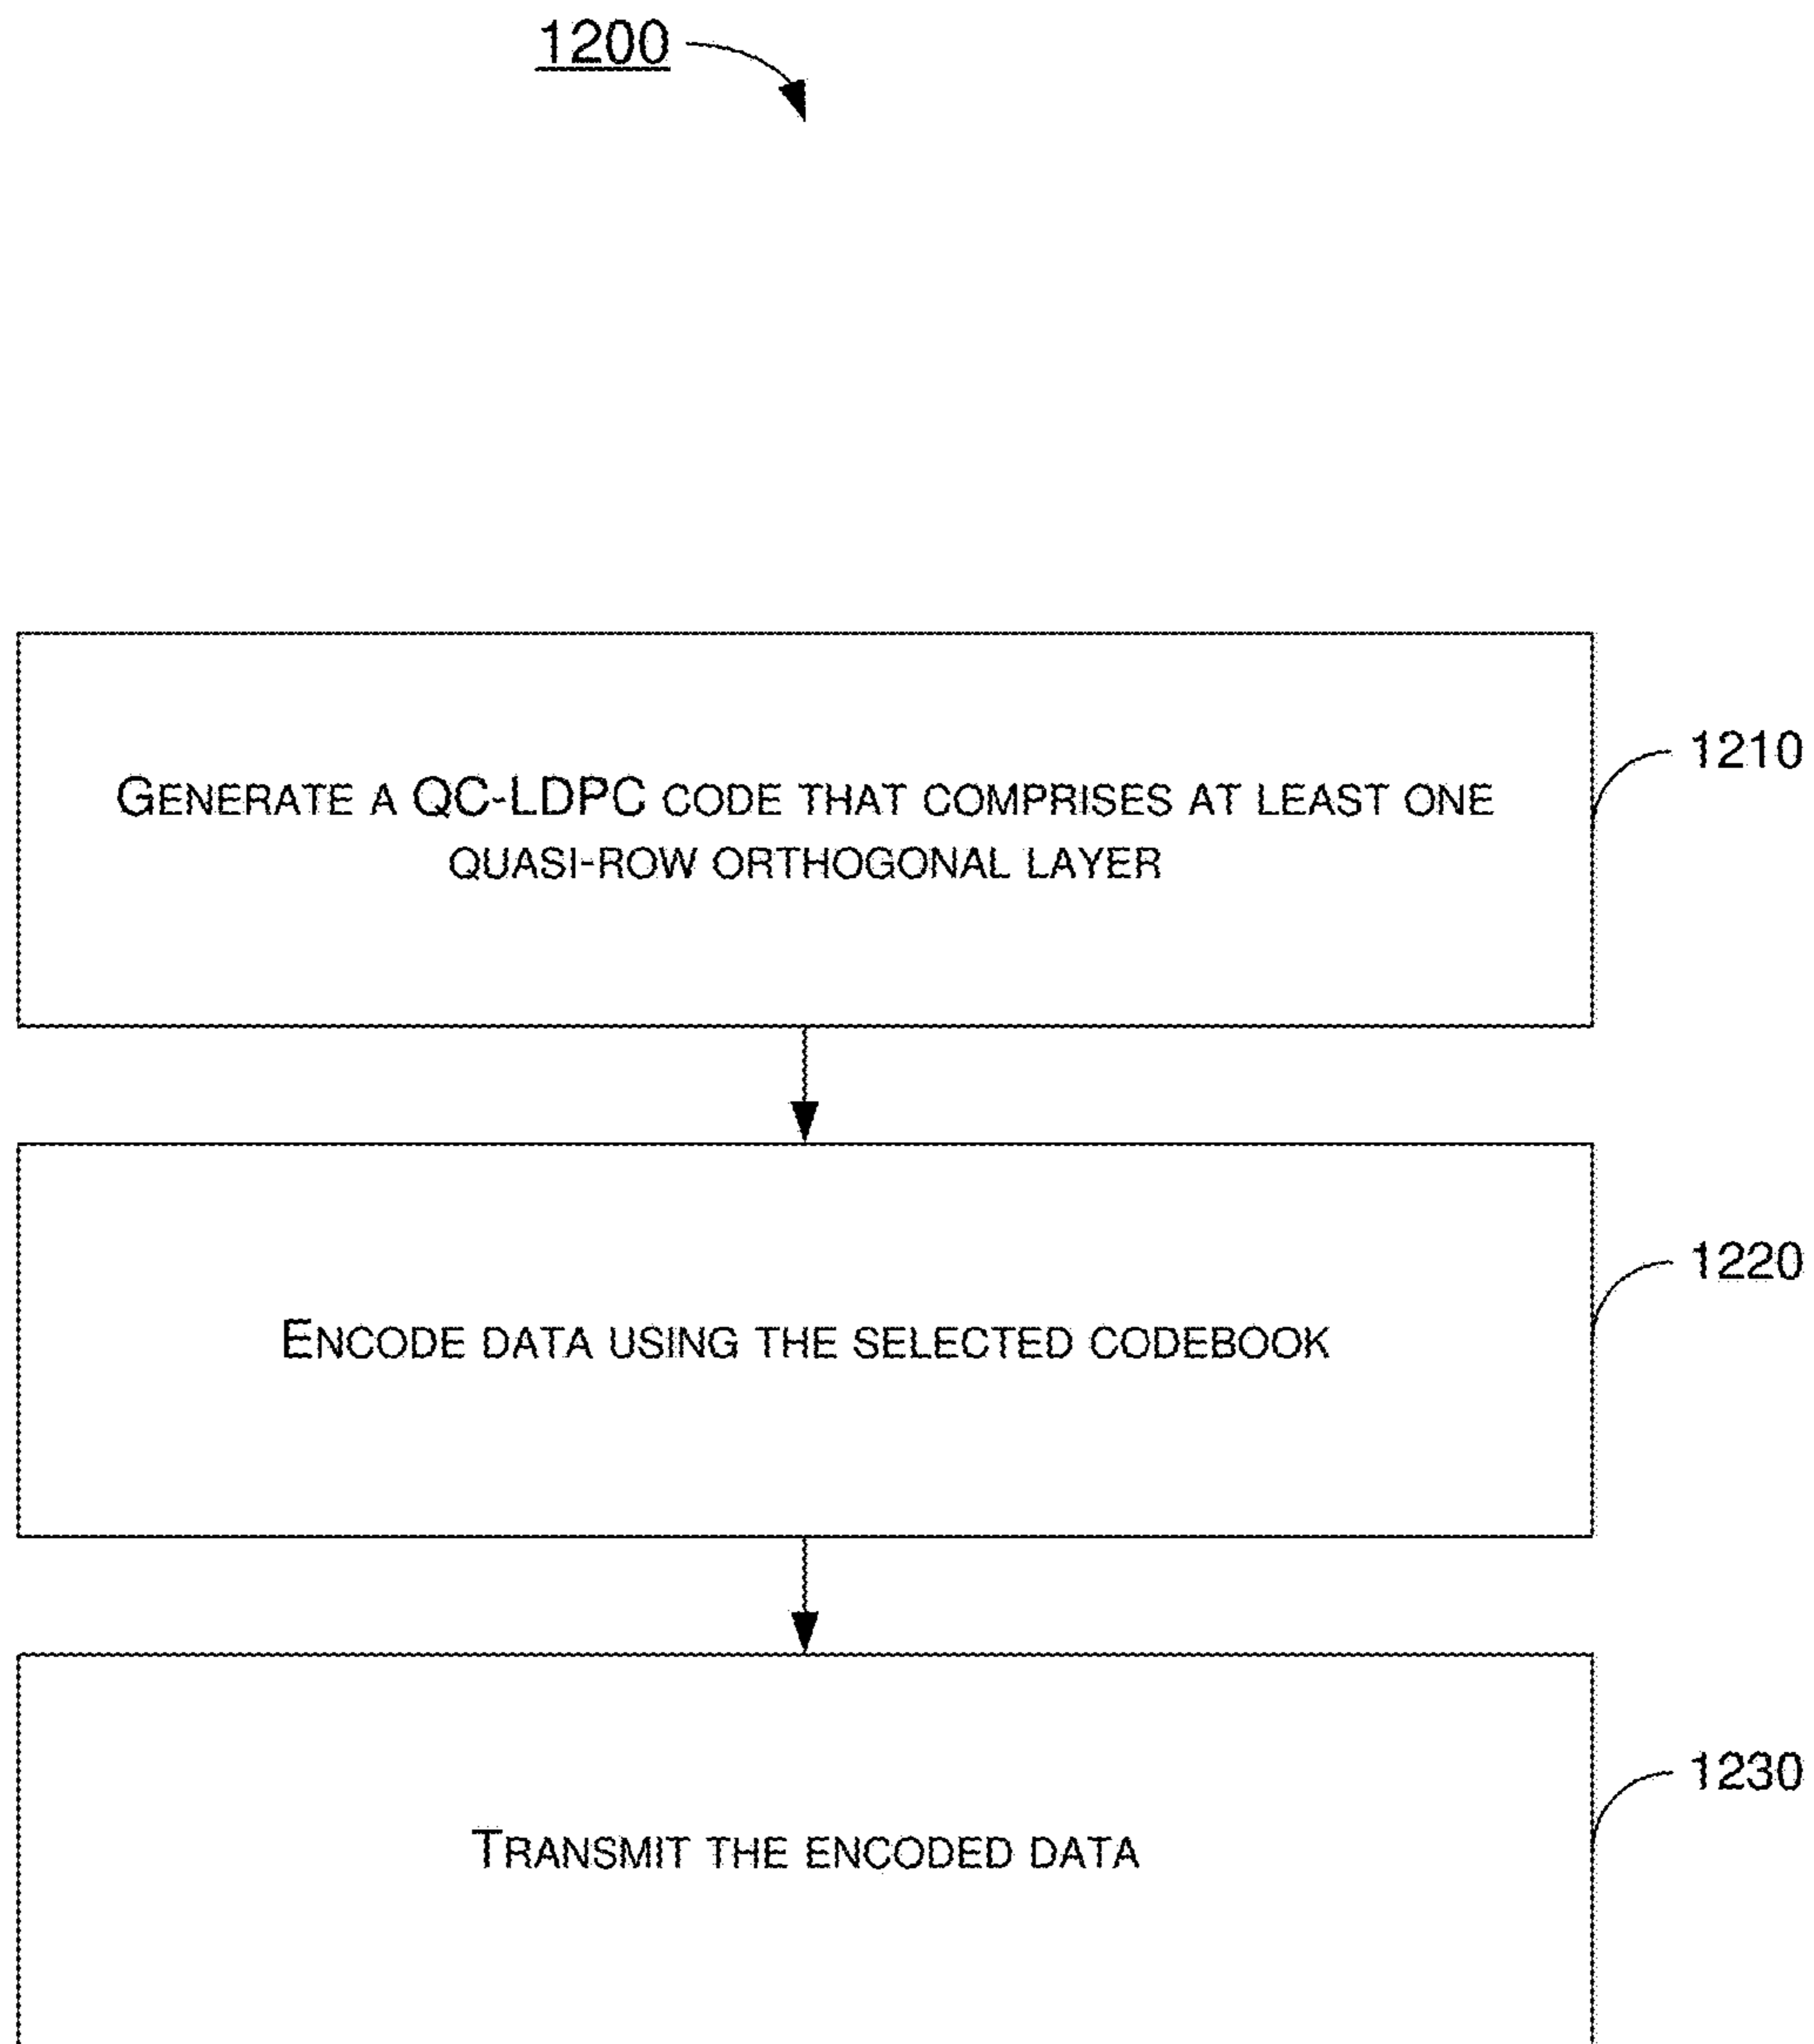 1200
GENERATE A QC-LDPC CODE THAT COMPRISES AT LEAST ONE
1210
QUASI-ROW ORTHOGONAL LAYER
ENCODE DATA USING THE SELECTED CODEBOOK
1220
TRANSMIT THE ENCODED DATA
1230